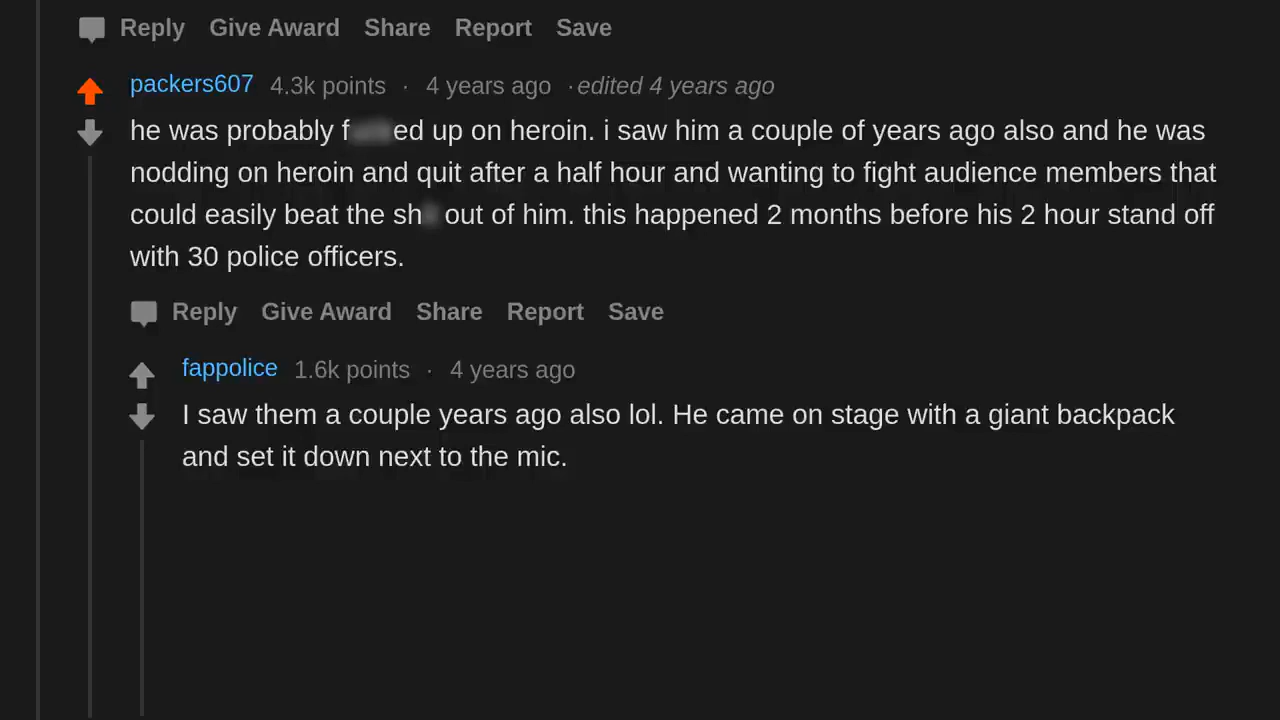 Reply Give Award Share Report Save
packers607 4.3k points · 4 years ago · edited 4 years ago
he was probably f ed up on heroin. i saw him a couple of years ago also and he was
nodding on heroin and quit after a half hour and wanting to fight audience members that
could easily beat the sh out of him. this happened 2 months before his 2 hour stand off
with 30 police officers.
Reply Give Award Share Report Save
fappolice 1.6k points · 4 years ago
I saw them a couple years ago also lol. He came on stage with a giant backpack
and set it down next to the mic.